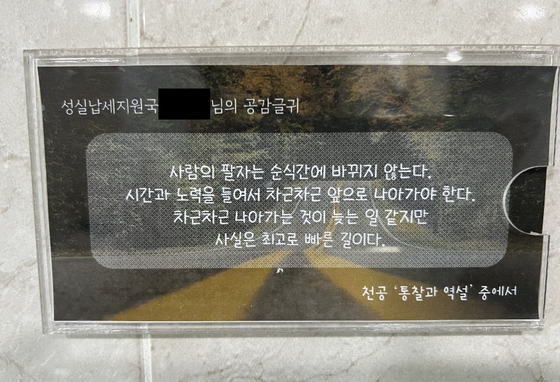 성실납세지원국 님의 공감글귀
사람의 팔자는 순식간에 바뀌지 않는다.
시간과 노력을 들여서 차근차근 앞으로 나아가야 한다.
차근차근 나아가는 것이 늦는 일 같지만
사실은 최고로 빠른 길이다.
천공 '통찰과 역설' 중에서